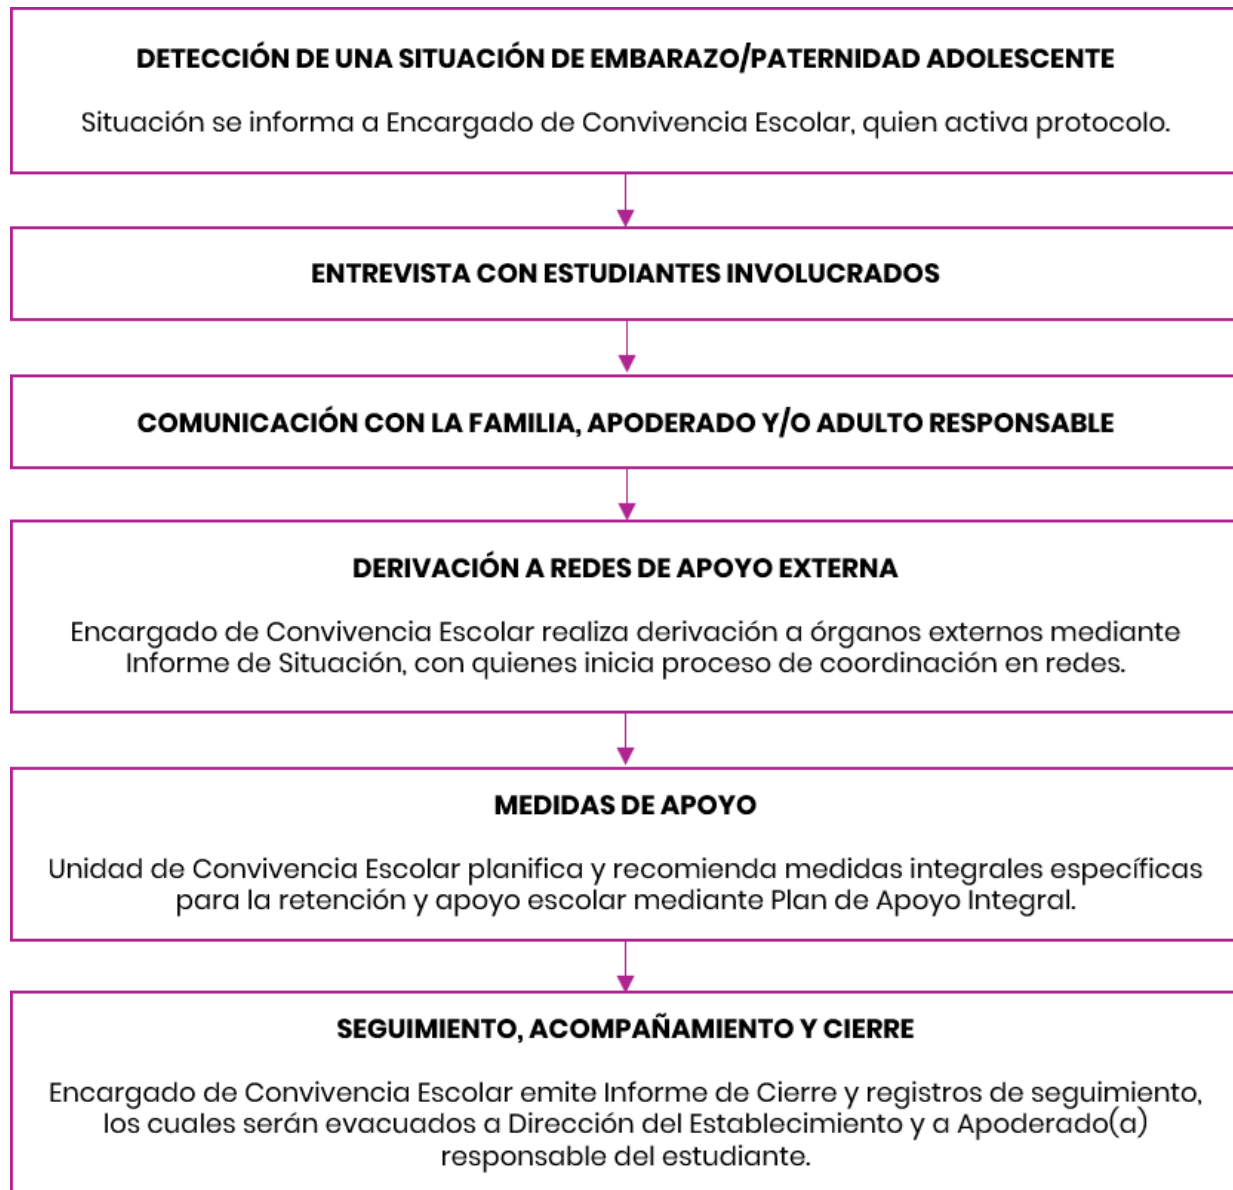 DETECCIÓN DE UNA SITUACIÓN DE EMBARAZO/PATERNIDAD ADOLESCENTE
Situación se informa a Encargado de Convivencia Escolar, quien activa protocolo.
ENTREVISTA CON ESTUDIANTES INVOLUCRADOS
COMUNICACIÓN CON LA FAMILIA, APODERADO Y/O ADULTO RESPONSABLE
DERIVACIÓN A REDES DE APOYO EXTERNA
Encargado de Convivencia Escolar realiza derivación a órganos externos mediante
Informe de Situación, con quienes inicia proceso de coordinación en redes.
MEDIDAS DE APOYO
Unidad de Convivencia Escolar planifica y recomienda medidas integrales específicas
para la retención y apoyo escolar mediante Plan de Apoyo Integral.
SEGUIMIENTO, ACOMPAÑAMIENTO Y CIERRE
Encargado de Convivencia Escolar emite Informe de Cierre y registros de seguimiento,
los cuales serán evacuados a Dirección del Establecimiento y a Apoderado(a)
responsable del estudiante.